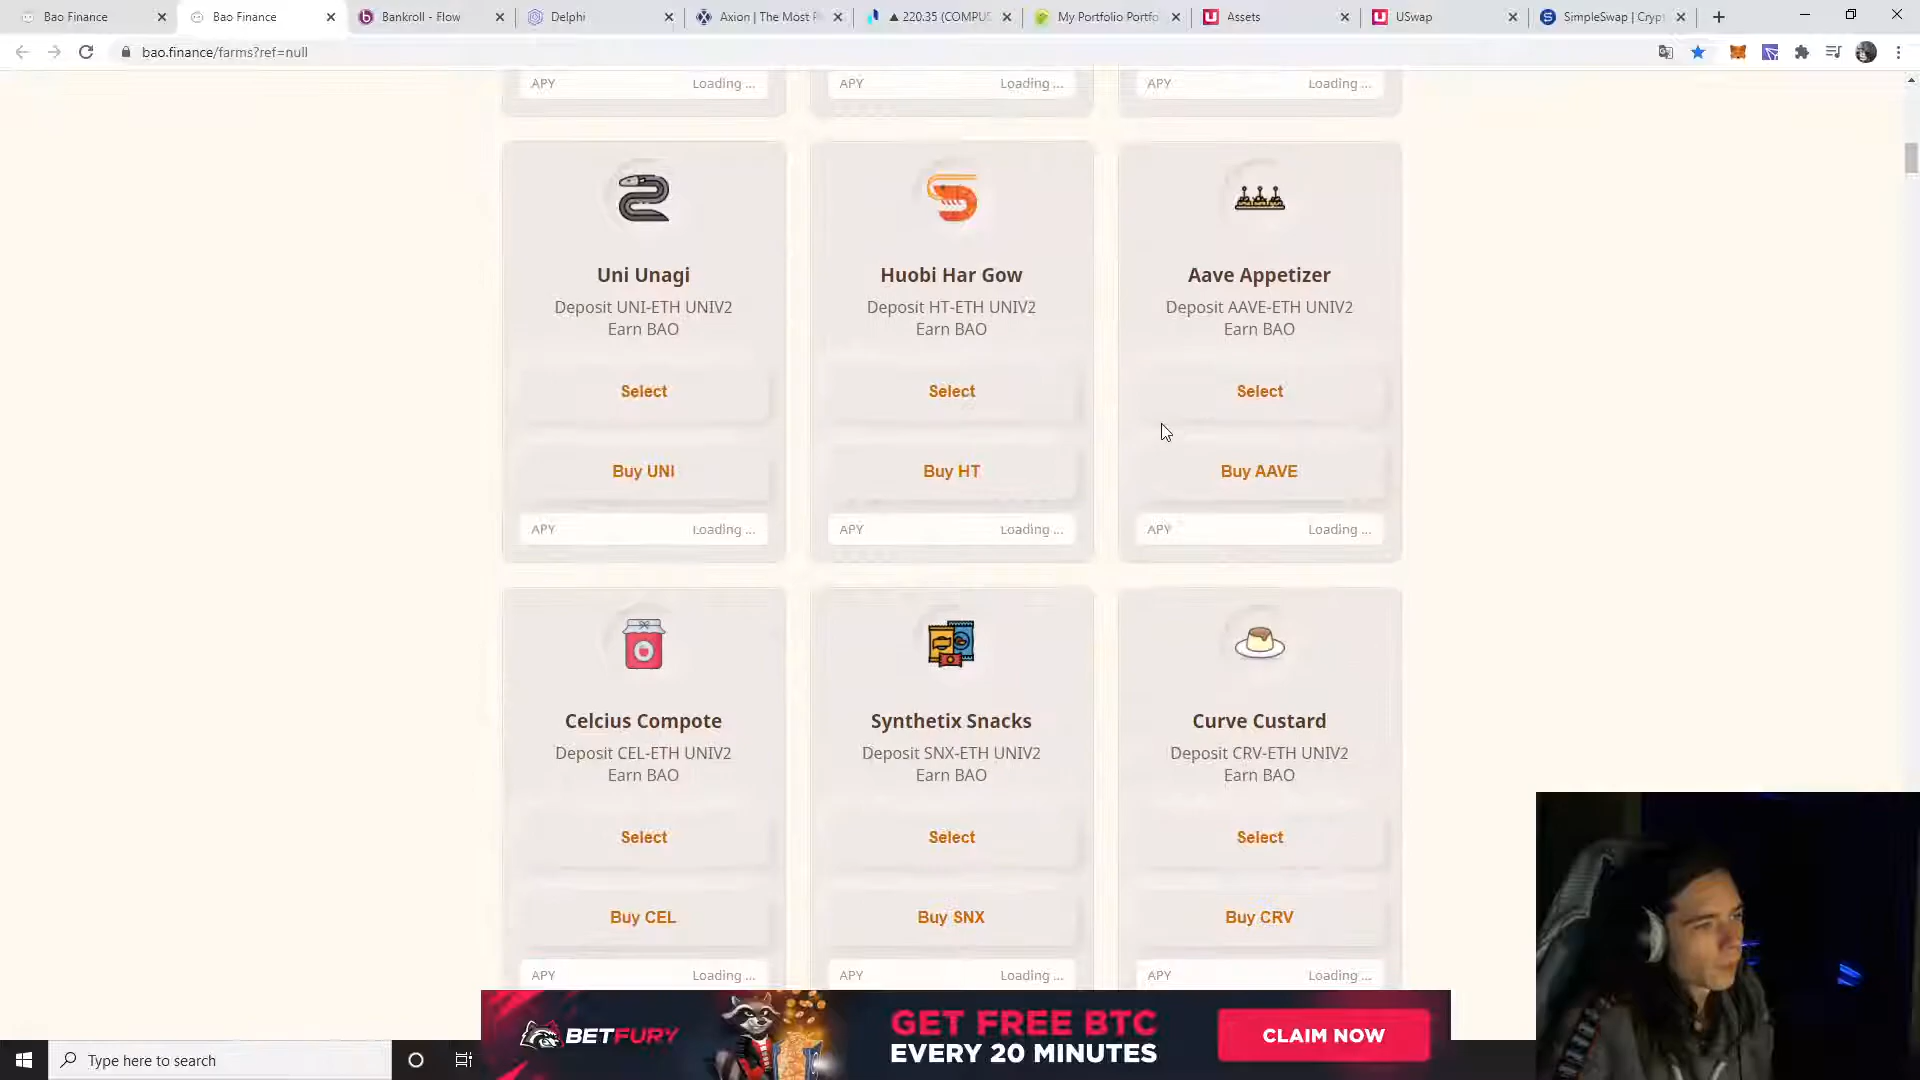 Bao Finance
Bao Finance
Bankroll - Flow
Delphi
Axion | The Most P
▲ 220.35 (COMPUS
My Portfolio Portfo
Assets
USwap
SimpleSwap | Crypt
bao.finance/farms?ref=null
APY Loading ...
APY Loading ...
APY Loading ...
Uni Unagi
Deposit UNI-ETH UNIV2
Earn BAO
Select
Buy UNI
APY Loading ...
Huobi Har Gow
Deposit HT-ETH UNIV2
Earn BAO
Select
Buy HT
APY Loading ...
Aave Appetizer
Deposit AAVE-ETH UNIV2
Earn BAO
Select
Buy AAVE
APY Loading ...
Celcius Compote
Deposit CEL-ETH UNIV2
Earn BAO
Select
Buy CEL
APY Loading ...
Synthetix Snacks
Deposit SNX-ETH UNIV2
Earn BAO
Select
Buy SNX
APY Loading ...
Curve Custard
Deposit CRV-ETH UNIV2
Earn BAO
Select
Buy CRV
APY Loading ...
BETFURY
GET FREE BTC
EVERY 20 MINUTES
CLAIM NOW
Type here to search